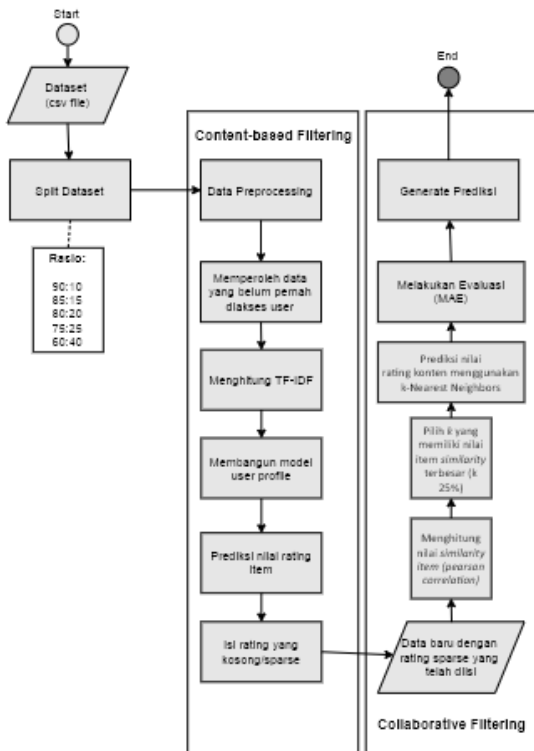 Start
Dataset
(csv file)
Split Dataset
Rasio:
90:10
85:15
80:20
75:25
60:40
Content-based Filtering
Data Preprocessing
Memperoleh data
yang belum pernah
diakses user
Menghitung TF-IDF
Membangun model
user profile
Prediksi nilai rating
item
Isi rating yang
kosong/sparse
End
Generate Prediksi
Melakukan Evaluasi
(MAE)
Prediksi nilai
rating konten menggunakan
k-Nearest Neighbors
Pilih k yang
memiliki nilai
item similarity
terbesar (k
25%)
Menghitung
nilai similarity
item (pearson
correlation)
Data baru dengan
rating sparse yang
telah diisi
Collaborative Filtering